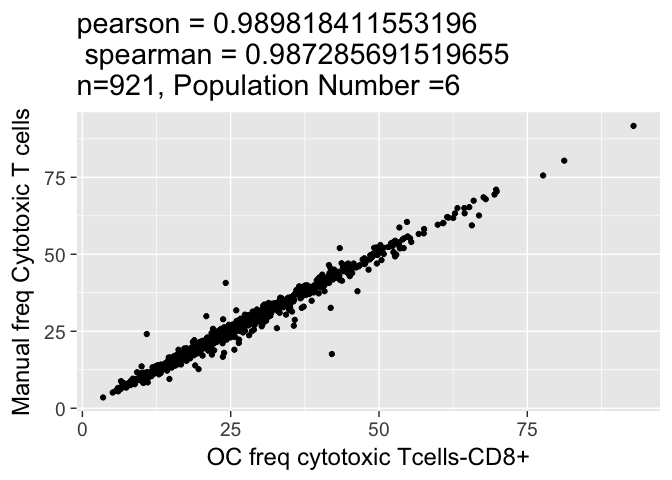 pearson = 0.989818411553196
spearman = 0.987285691519655
n=921, Population Number =6
Manual freq Cytotoxic T cells
75
50
25
0
0
25
50
75
OC freq cytotoxic Tcells-CD8+